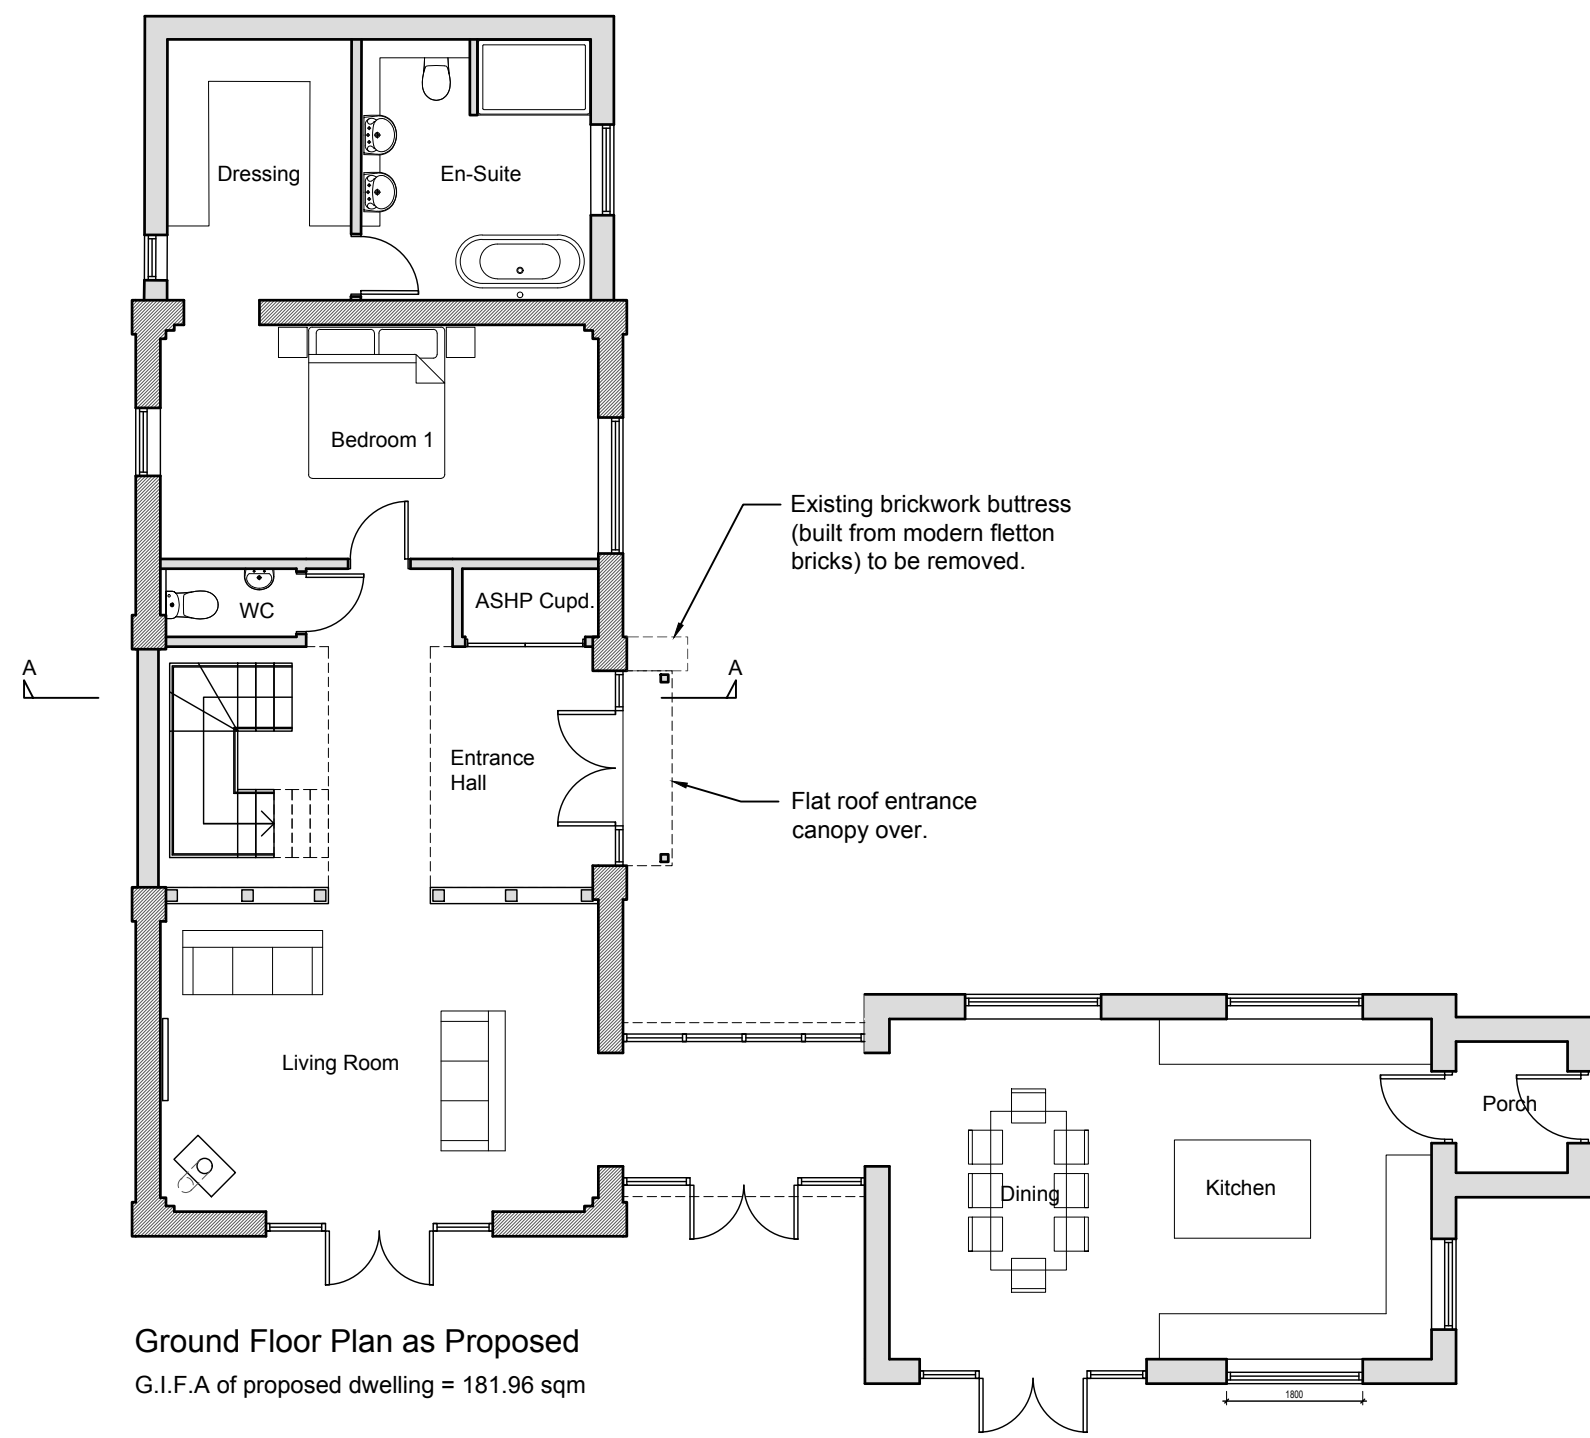 Dressing
En-Suite
Bedroom 1
Existing brickwork buttress
(built from modern fletton
bricks) to be removed.
WC
ASHP Cupd.
A
A
Entrance
Hall
Flat roof entrance
canopy over.
Living Room
Porch
Dining
Kitchen
Ground Floor Plan as Proposed
G.I.F.A of proposed dwelling = 181.96 sqm
1800